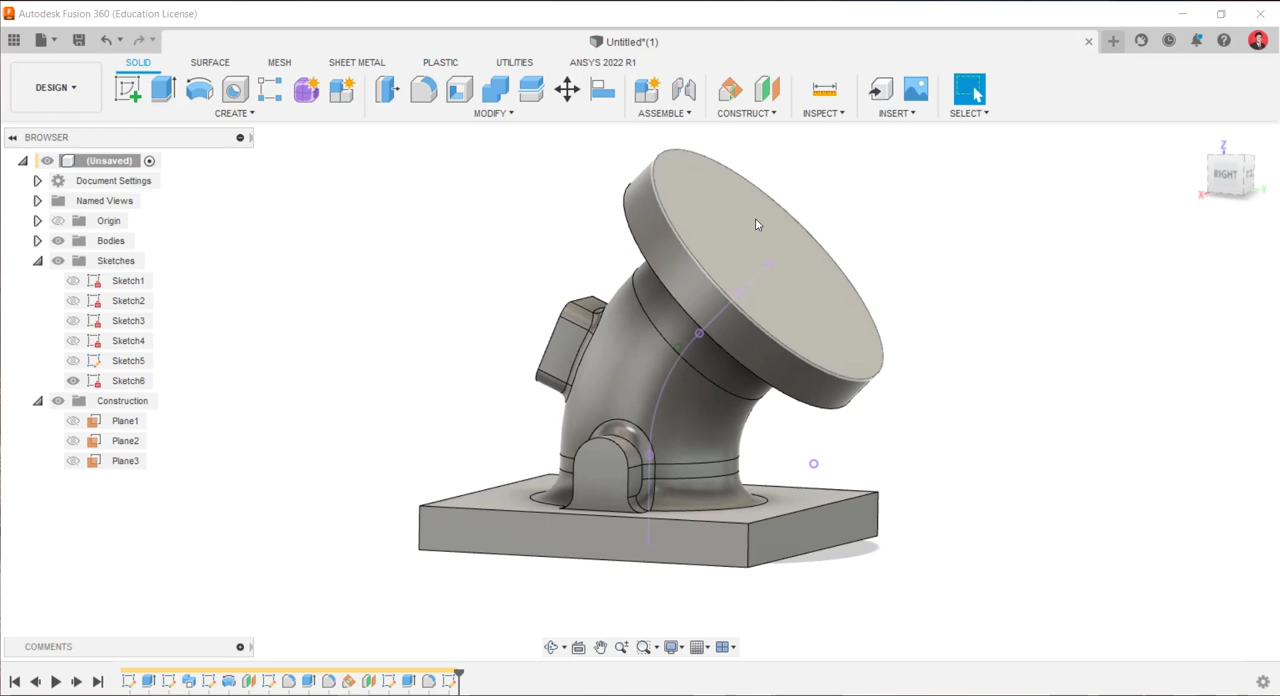 Autodesk Fusion 360 (Education License)
Untitled*(1)
DESIGN
SOLID SURFACE MESH SHEET METAL PLASTIC UTILITIES ANSYS 2022 R1
CREATE MODIFY ASSEMBLE CONSTRUCT INSPECT INSERT SELECT
BROWSER
(Unsaved)
Document Settings
Named Views
Origin
Bodies
Sketches
Sketch1
Sketch2
Sketch3
Sketch4
Sketch5
Sketch6
Construction
Plane1
Plane2
Plane3
Z
RIGHT
X
Y
COMMENTS